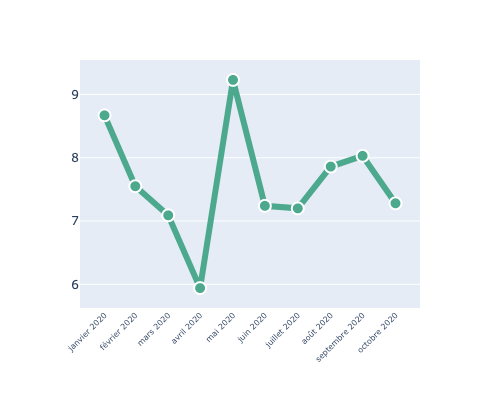 9
8
7
6
janvier 2020
février 2020
mars 2020
avril 2020
mai 2020
juin 2020
juillet 2020
août 2020
septembre 2020
octobre 2020